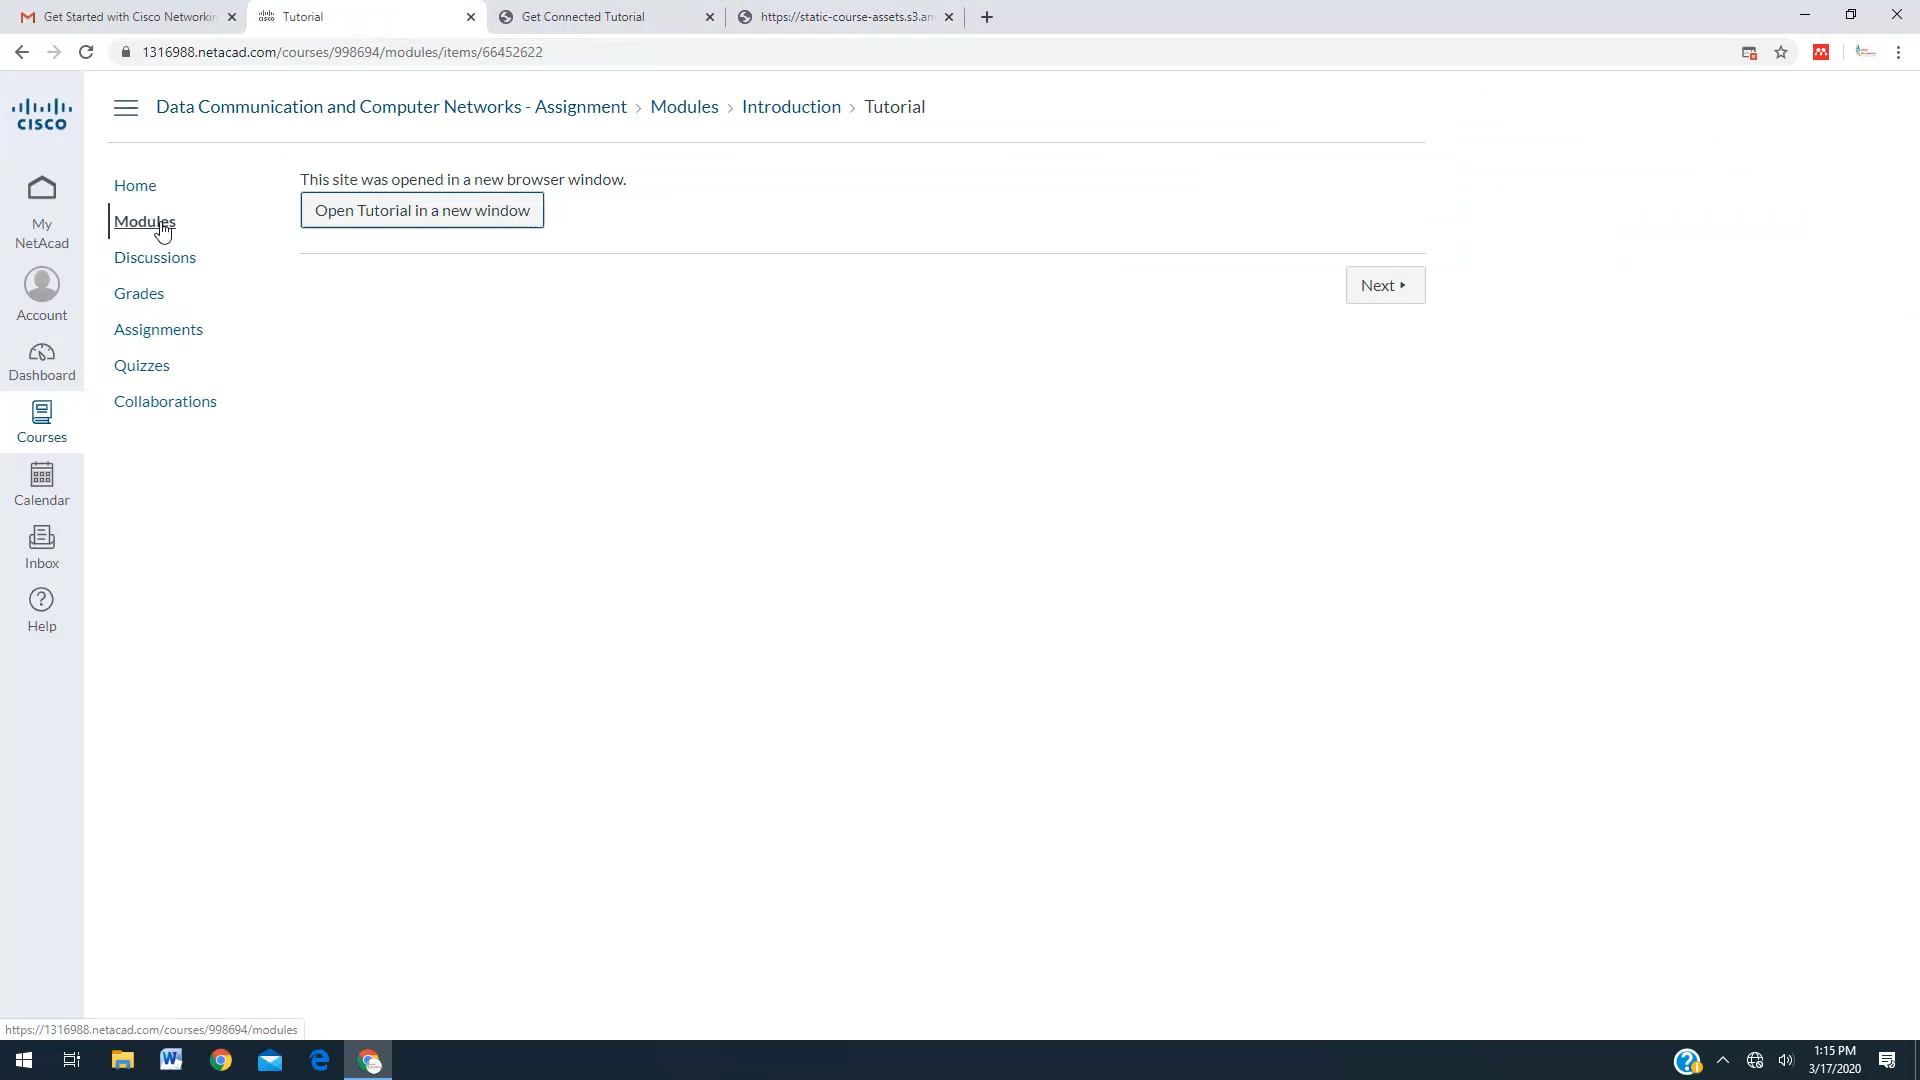 Get Started with Cisco Networkin
Tutorial
Get Connected Tutorial
https://static-course-assets.s3.am
1316988.netacad.com/courses/998694/modules/items/66452622
cisco
Data Communication and Computer Networks - Assignment > Modules > Introduction > Tutorial
My
NetAcad
Account
Dashboard
Courses
Calendar
Inbox
Help
Home
Modules
Discussions
Grades
Assignments
Quizzes
Collaborations
This site was opened in a new browser window.
Open Tutorial in a new window
Next
https://1316988.netacad.com/courses/998694/modules
1:15 PM
3/17/2020